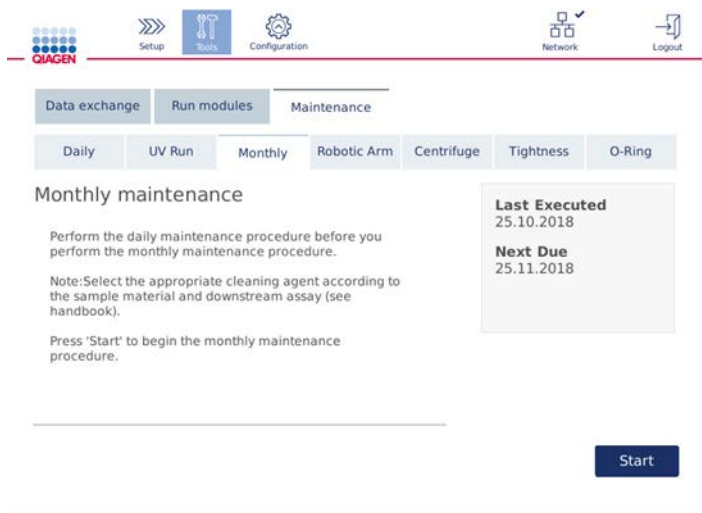 QIAGEN
Setup
Tools
Configuration
Network
Logout
Data exchange
Run modules
Maintenance
Daily
UV Run
Monthly
Robotic Arm
Centrifuge
Tightness
O-Ring
Monthly maintenance
Perform the daily maintenance procedure before you
perform the monthly maintenance procedure.
Note:Select the appropriate cleaning agent according to
the sample material and downstream assay (see
handbook).
Press 'Start' to begin the monthly maintenance
procedure.
Last Executed
25.10.2018
Next Due
25.11.2018
Start